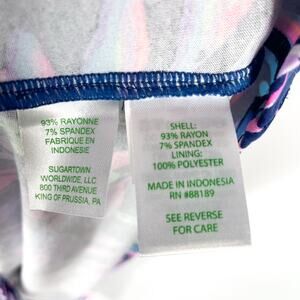 93% RAYONNE
7% SPANDEX
FABRIQUE EN
INDONESIE
SUGARTOWN
WORLDWIDE, LLC
800 THIRD AVENUE
KING OF PRUSSIA, PA
SHELL:
93% RAYON
7% SPANDEX
LINING:
100% POLYESTER
MADE IN INDONESIA
RN #88189
SEE REVERSE
FOR CARE